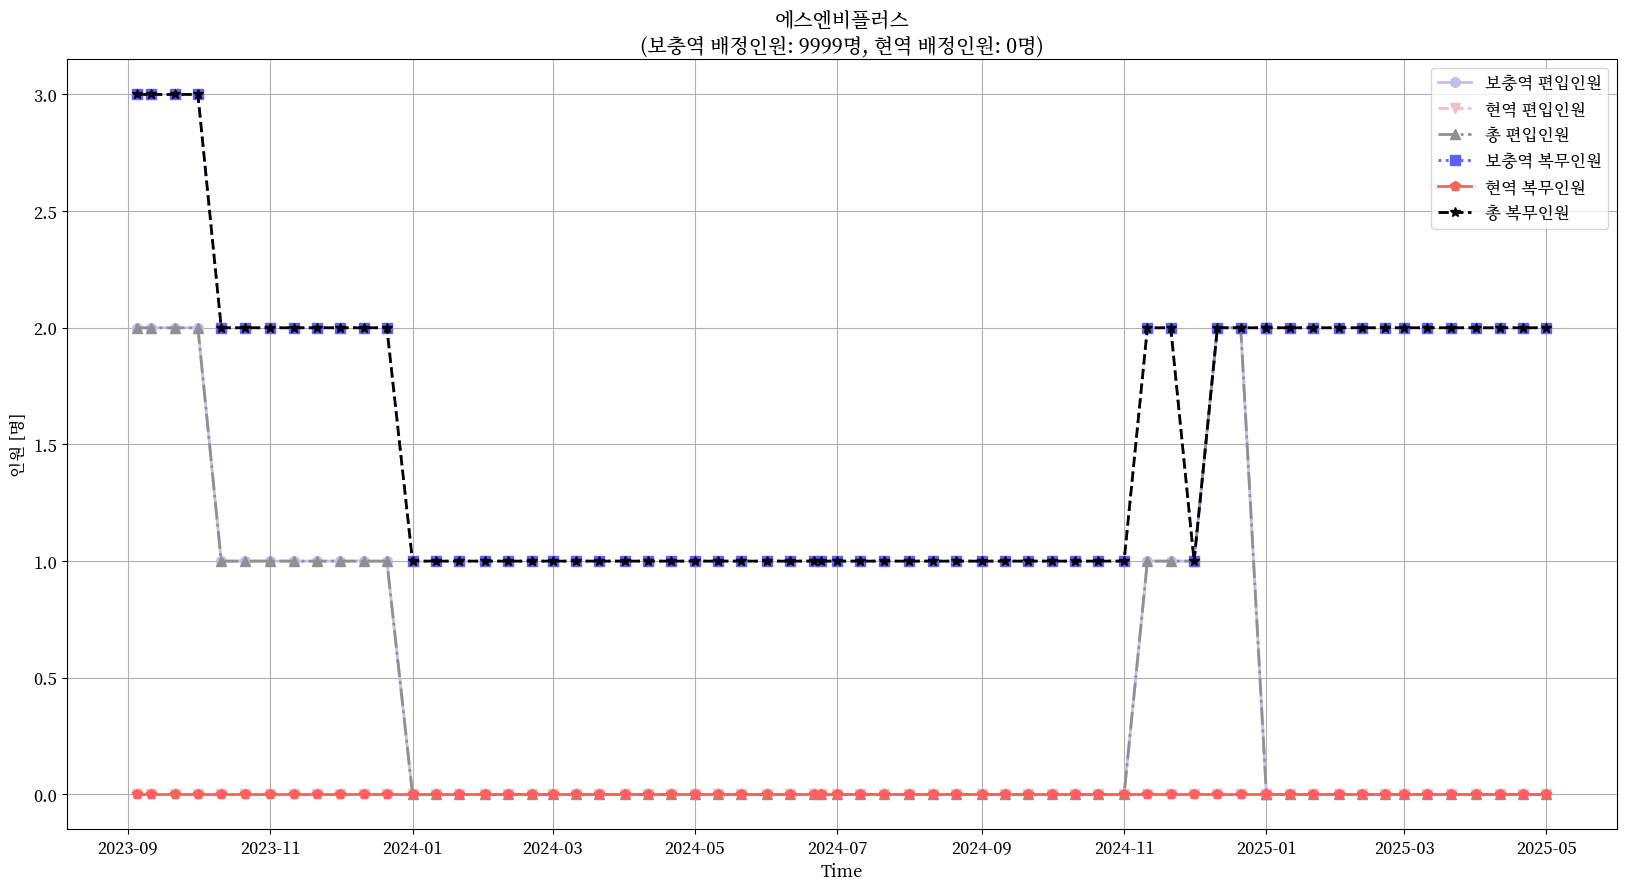 에스엔비플러스
(보충역 배정인원: 9999명, 현역 배정인원: 0명)
보충역 편입인원
현역 편입인원
총 편입인원
보충역 복무인원
현역 복무인원
총 복무인원
인원 [명]
3.0
2.5
2.0
1.5
1.0
0.5
0.0
2023-09 2023-11 2024-01 2024-03 2024-05 2024-07 2024-09 2024-11 2025-01 2025-03 2025-05
Time